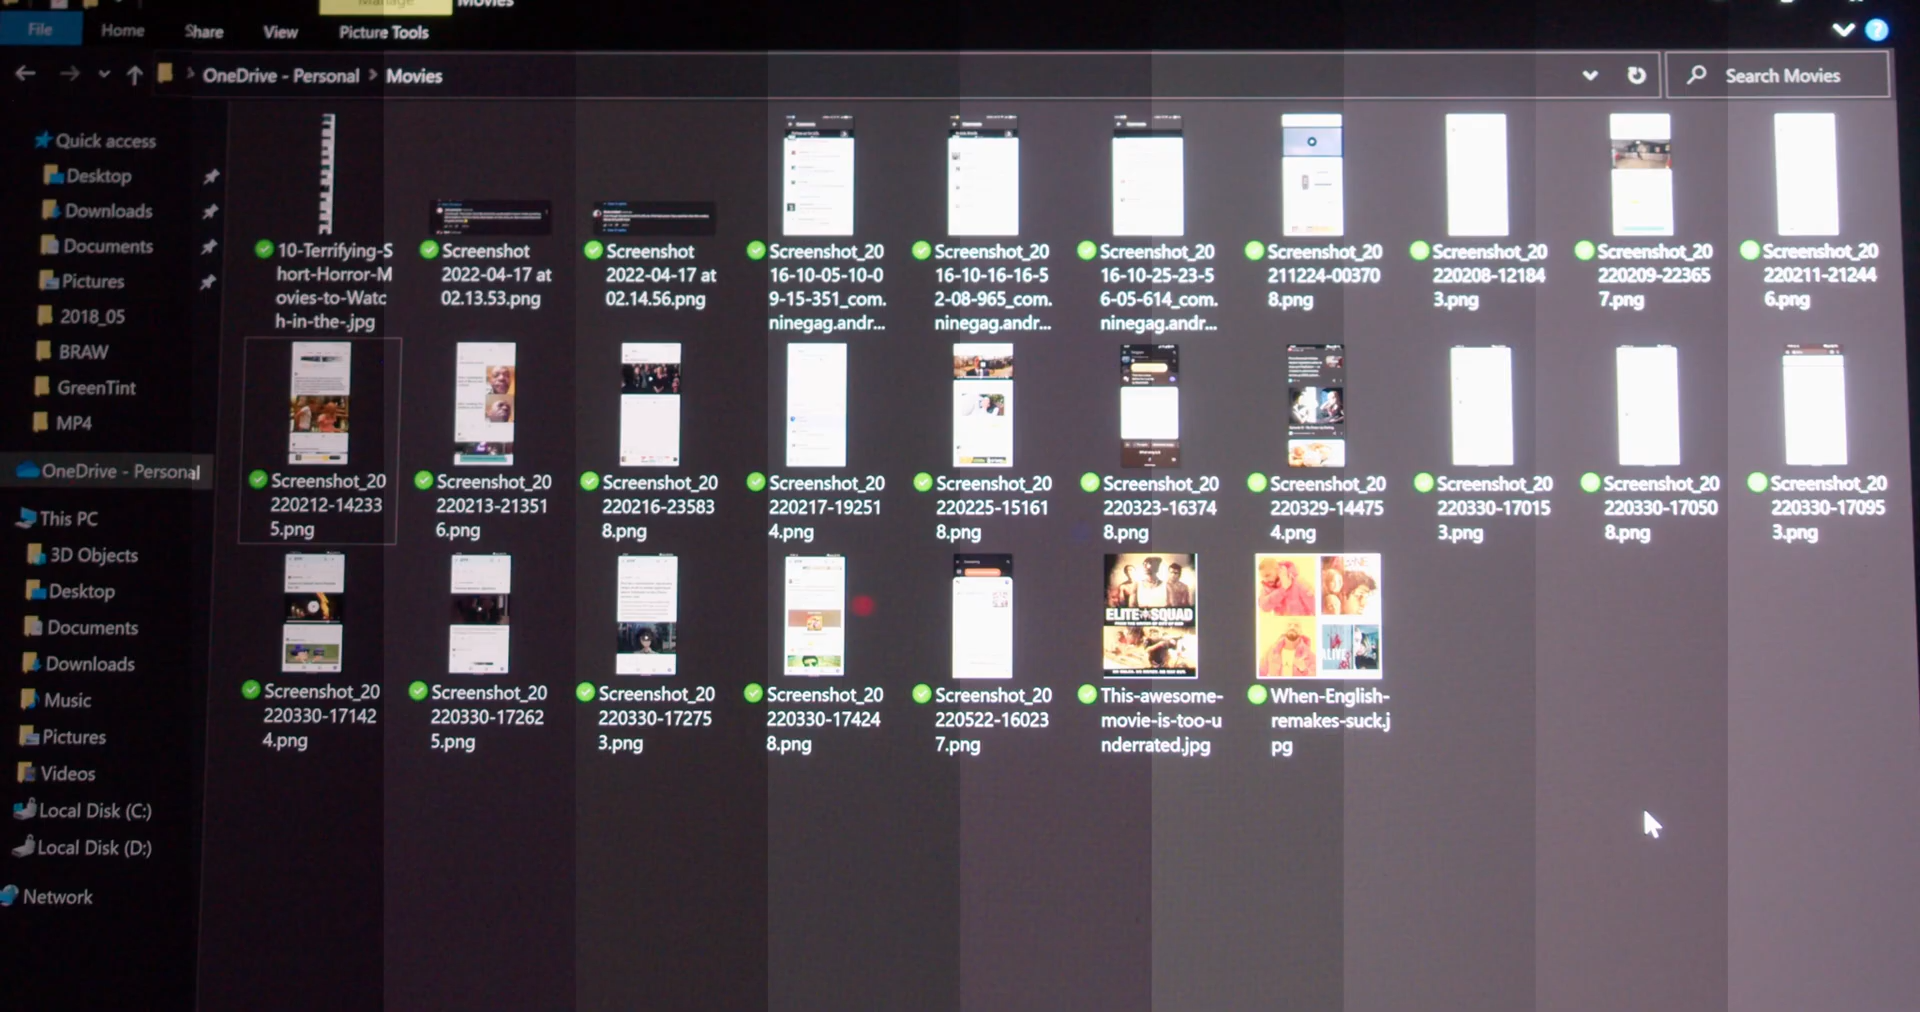 Manage
Movies
File
Home
Share
View
Picture Tools
OneDrive - Personal > Movies
Search Movies
Quick access
Desktop
Downloads
Documents
Pictures
2018_05
BRAW
GreenTint
MP4
OneDrive - Personal
This PC
3D Objects
Desktop
Documents
Downloads
Music
Pictures
Videos
Local Disk (C:)
Local Disk (D:)
Network
10-Terrifying-S
hort-Horror-M
ovies-to-Watc
h-in-the-.jpg
Screenshot
2022-04-17 at
02.13.53.png
Screenshot
2022-04-17 at
02.14.56.png
Screenshot_20
16-10-05-10-0
9-15-351_com.
ninegag.andr...
Screenshot_20
16-10-16-16-5
2-08-965_com.
ninegag.andr...
Screenshot_20
16-10-25-23-5
6-05-614_com.
ninegag.andr...
Screenshot_20
211224-00370
8.png
Screenshot_20
220208-12184
3.png
Screenshot_20
220209-22365
7.png
Screenshot_20
220211-21244
6.png
Screenshot_20
220212-14233
5.png
Screenshot_20
220213-21351
6.png
Screenshot_20
220216-23583
8.png
Screenshot_20
220217-19251
4.png
Screenshot_20
220225-15161
8.png
Screenshot_20
220323-16374
8.png
Screenshot_20
220329-14475
4.png
Screenshot_20
220330-17015
3.png
Screenshot_20
220330-17050
8.png
Screenshot_20
220330-17095
3.png
Screenshot_20
220330-17142
4.png
Screenshot_20
220330-17262
5.png
Screenshot_20
220330-17275
3.png
Screenshot_20
220330-17424
8.png
Screenshot_20
220522-16023
7.png
ELITE SQUAD
This-awesome-
movie-is-too-u
nderrated.jpg
ALIVE
When-English-
remakes-suck.j
pg